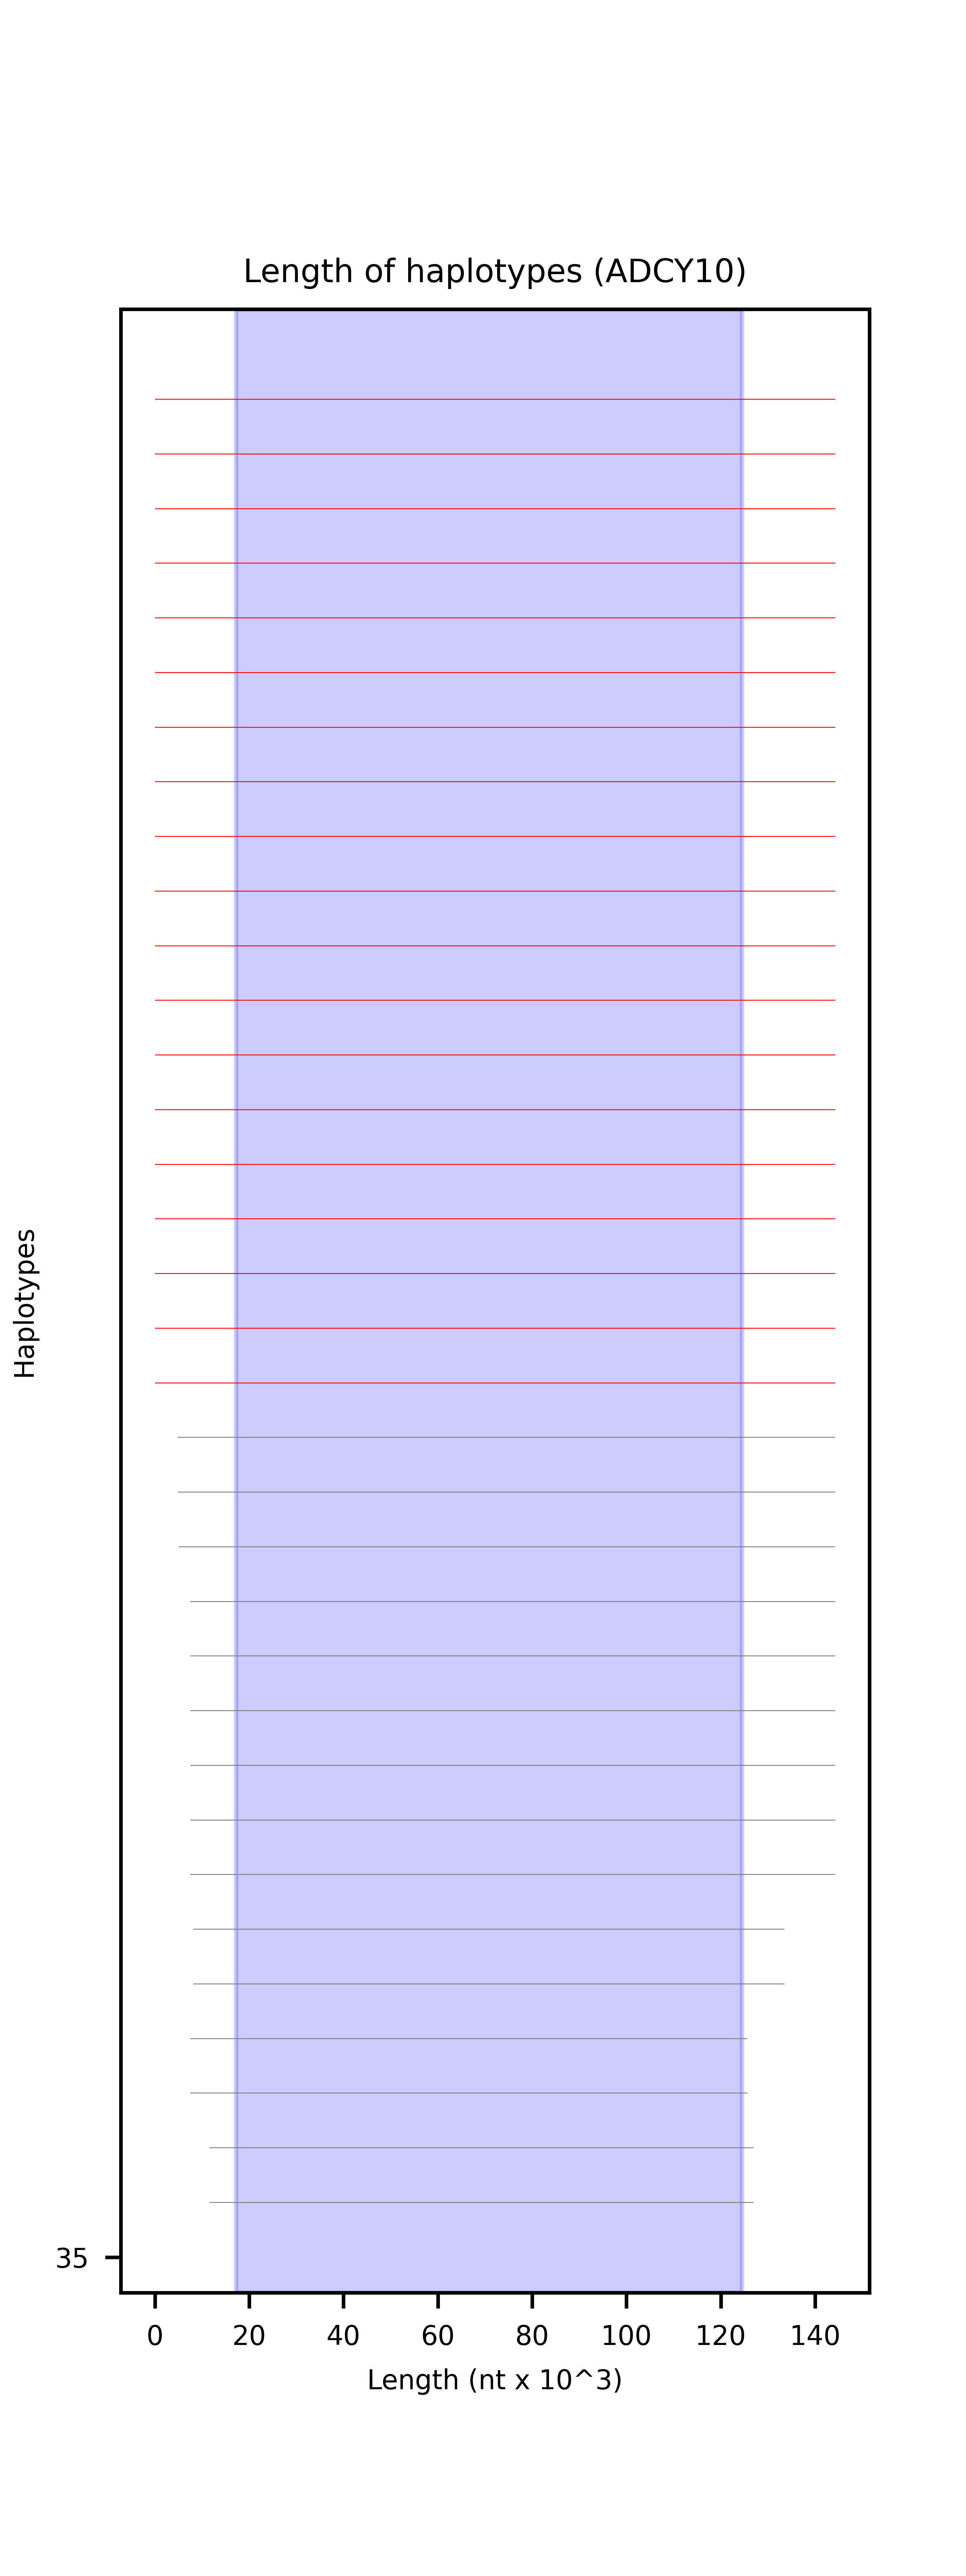 Length of haplotypes (ADCY10)
Haplotypes
35
0 20 40 60 80 100 120 140
Length (nt x 10^3)